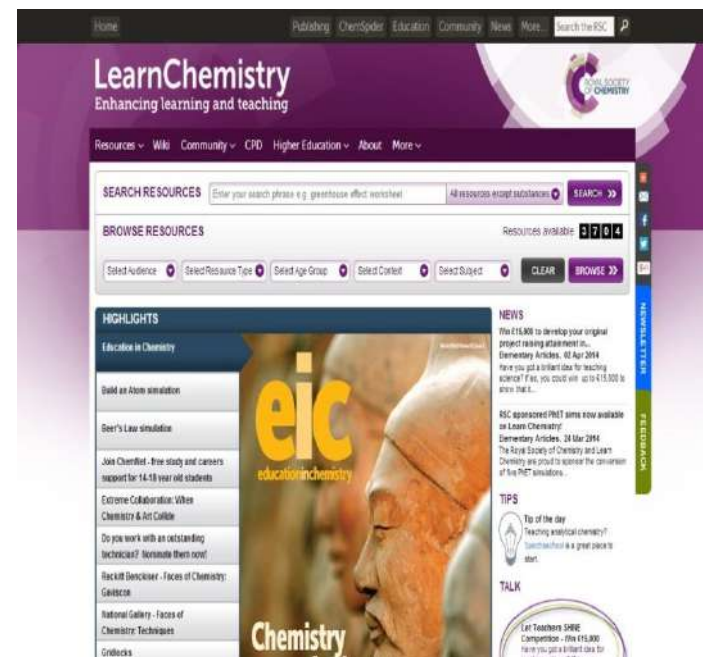 Home Publishing ChemSpider Education Community News More... Search the RSC
LearnChemistry
Enhancing learning and teaching
ROYAL SOCIETY
OF CHEMISTRY
Resources Wiki Community CPD Higher Education About More
SEARCH RESOURCES Enter your search phrase e.g. greenhouse effect worksheet All resources except substances SEARCH
BROWSE RESOURCES Resources available 3 7 0 4
Select Audience Select Resource Type Select Age Group Select Context Select Subject CLEAR BROWSE
HIGHLIGHTS
Education in Chemistry
Build an Atom simulation
Beer's Law simulation
Join ChemNet - free study and careers
support for 14-18 year old students
Extreme Collaboration: When
Chemistry & Art Collide
Do you work with an outstanding
technician? Nominate them now!
Reckitt Benckiser - Faces of Chemistry:
Gaviscon
National Gallery - Faces of
Chemistry: Techniques
Gridlocks
eic
educationinchemistry
Chemistry
NEWS
Win £15,000 to develop your original
project raising attainment in...
Elementary Articles, 02 Apr 2014
Have you got a brilliant idea for teaching
science? If so, you could win up to £15,000 to
show that it...
RSC sponsored PhET sims now available
on Learn Chemistry!
Elementary Articles, 24 Mar 2014
The Royal Society of Chemistry and Learn
Chemistry are proud to sponsor the conversion
of five PhET simulations...
TIPS
Tip of the day
Teaching analytical chemistry?
SpectraSchool is a great place to
start.
TALK
Let Teachers SHINE
Competition - Win £15,000
Have you got a brilliant idea for
NEWSLETTER
FEEDBACK